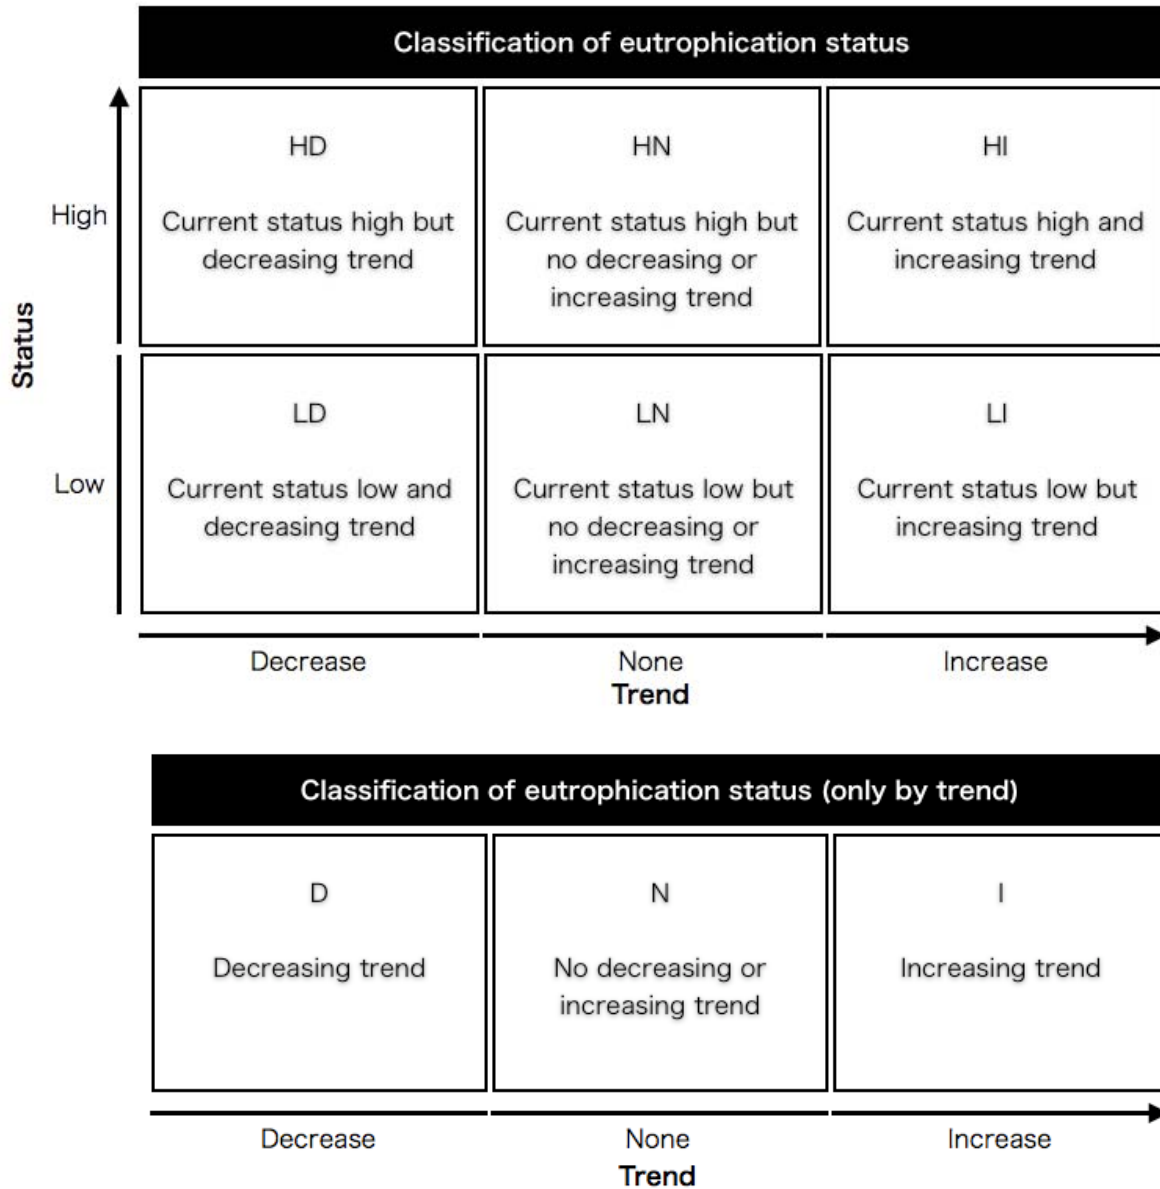 Classification of eutrophication status
HD
Current status high but
decreasing trend
HN
Current status high but
no decreasing or
increasing trend
HI
Current status high and
increasing trend
High
Status
Low
LD
Current status low and
decreasing trend
LN
Current status low but
no decreasing or
increasing trend
LI
Current status low but
increasing trend
Decrease
None
Increase
Trend
Classification of eutrophication status (only by trend)
D
Decreasing trend
N
No decreasing or
increasing trend
I
Increasing trend
Decrease
None
Increase
Trend